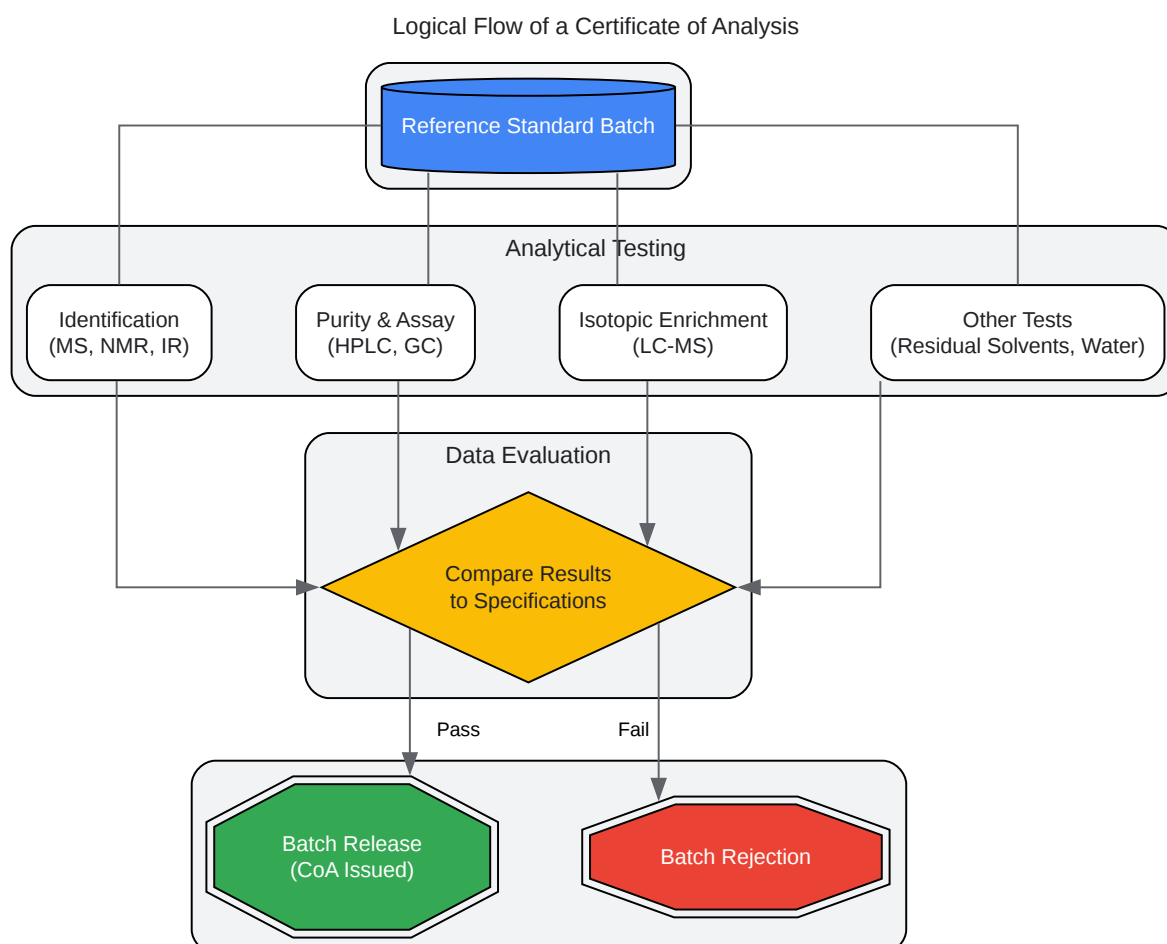 Logical Flow of a Certificate of Analysis
Reference Standard Batch
Analytical Testing
Identification
(MS, NMR, IR)
Purity & Assay
(HPLC, GC)
Isotopic Enrichment
(LC-MS)
Other Tests
(Residual Solvents, Water)
Data Evaluation
Compare Results
to Specifications
Pass
Fail
Batch Release
(CoA Issued)
Batch Rejection